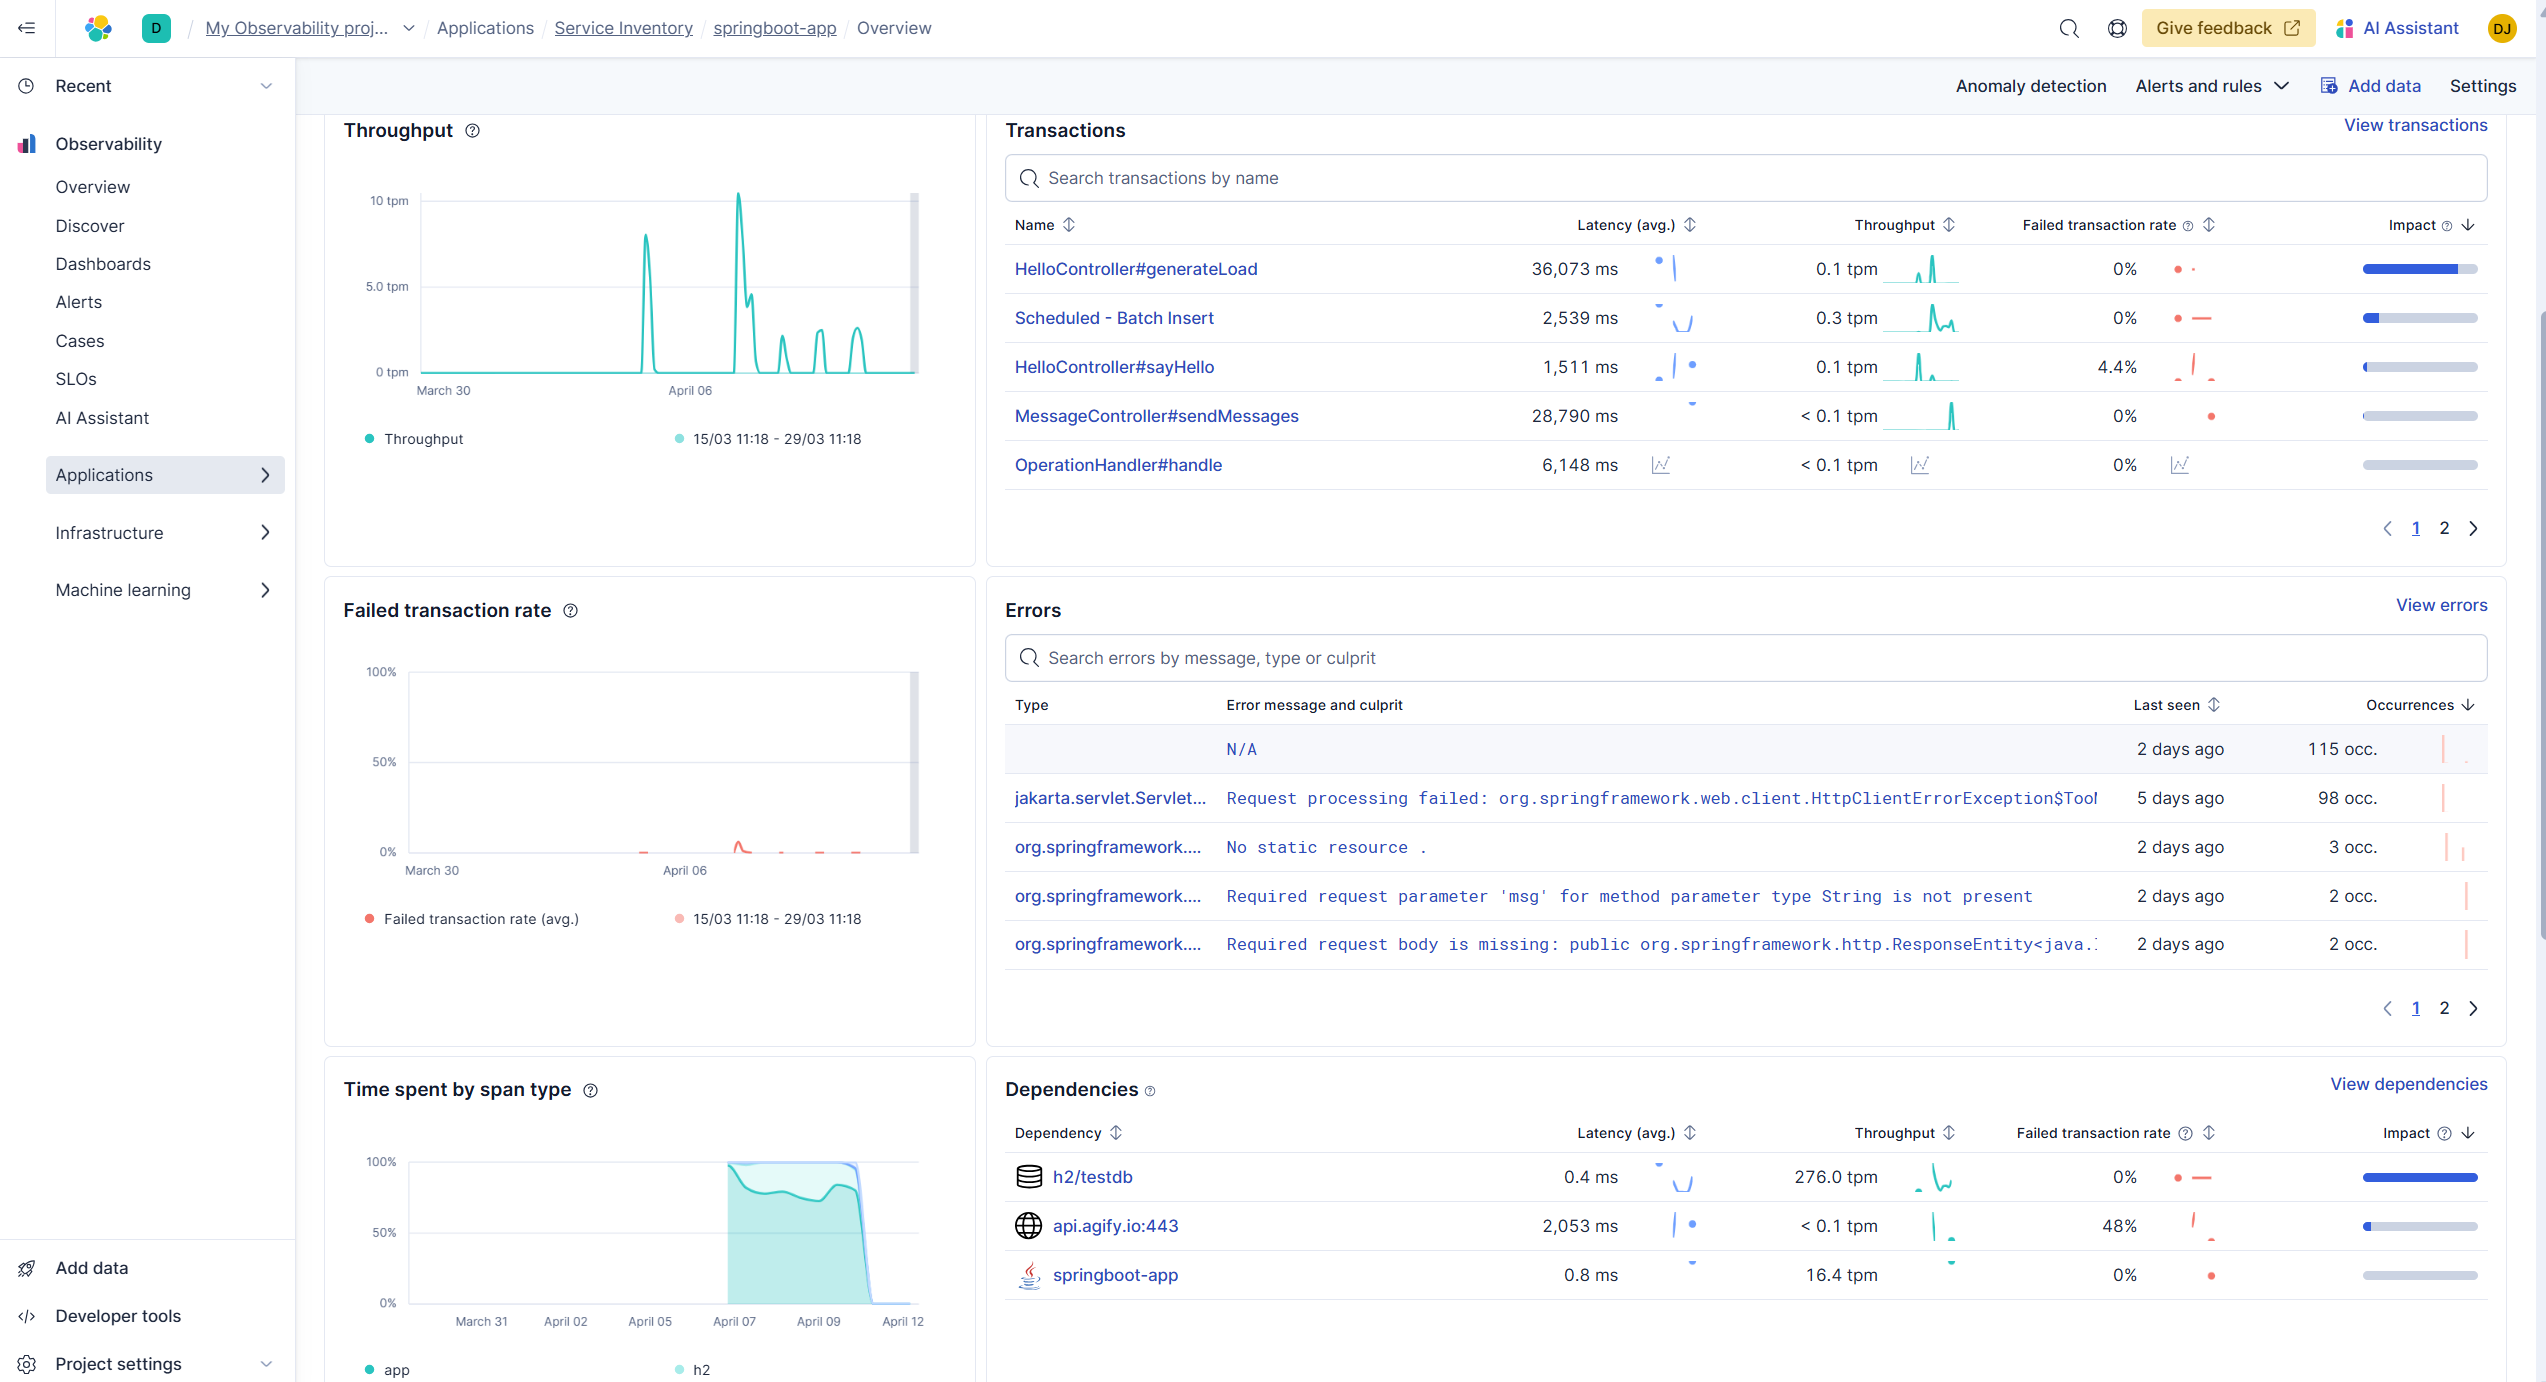 D / My Observability proj... / Applications / Service Inventory / springboot-app / Overview
Give feedback
AI Assistant
DJ
Recent
Observability
Overview
Discover
Dashboards
Alerts
Cases
SLOs
AI Assistant
Applications
Infrastructure
Machine learning
Add data
Developer tools
Project settings
Anomaly detection
Alerts and rules
Add data
Settings
Throughput
10 tpm
5.0 tpm
0 tpm
March 30
April 06
Throughput
15/03 11:18 - 29/03 11:18
Transactions
View transactions
Search transactions by name
Name Latency (avg.) Throughput Failed transaction rate Impact
HelloController#generateLoad 36,073 ms 0.1 tpm 0%
Scheduled - Batch Insert 2,539 ms 0.3 tpm 0%
HelloController#sayHello 1,511 ms 0.1 tpm 4.4%
MessageController#sendMessages 28,790 ms < 0.1 tpm 0%
OperationHandler#handle 6,148 ms < 0.1 tpm 0%
1 2
Failed transaction rate
100%
50%
0%
March 30
April 06
Failed transaction rate (avg.)
15/03 11:18 - 29/03 11:18
Errors
View errors
Search errors by message, type or culprit
Type Error message and culprit Last seen Occurrences
N/A 2 days ago 115 occ.
jakarta.servlet.Servlet... Request processing failed: org.springframework.web.client.HttpClientErrorException$Too 5 days ago 98 occ.
org.springframework.... No static resource . 2 days ago 3 occ.
org.springframework.... Required request parameter 'msg' for method parameter type String is not present 2 days ago 2 occ.
org.springframework.... Required request body is missing: public org.springframework.http.ResponseEntity<java. 2 days ago 2 occ.
1 2
Time spent by span type
100%
50%
0%
March 31
April 02
April 05
April 07
April 09
April 12
app
h2
Dependencies
View dependencies
Dependency Latency (avg.) Throughput Failed transaction rate Impact
h2/testdb 0.4 ms 276.0 tpm 0%
api.agify.io:443 2,053 ms < 0.1 tpm 48%
springboot-app 0.8 ms 16.4 tpm 0%